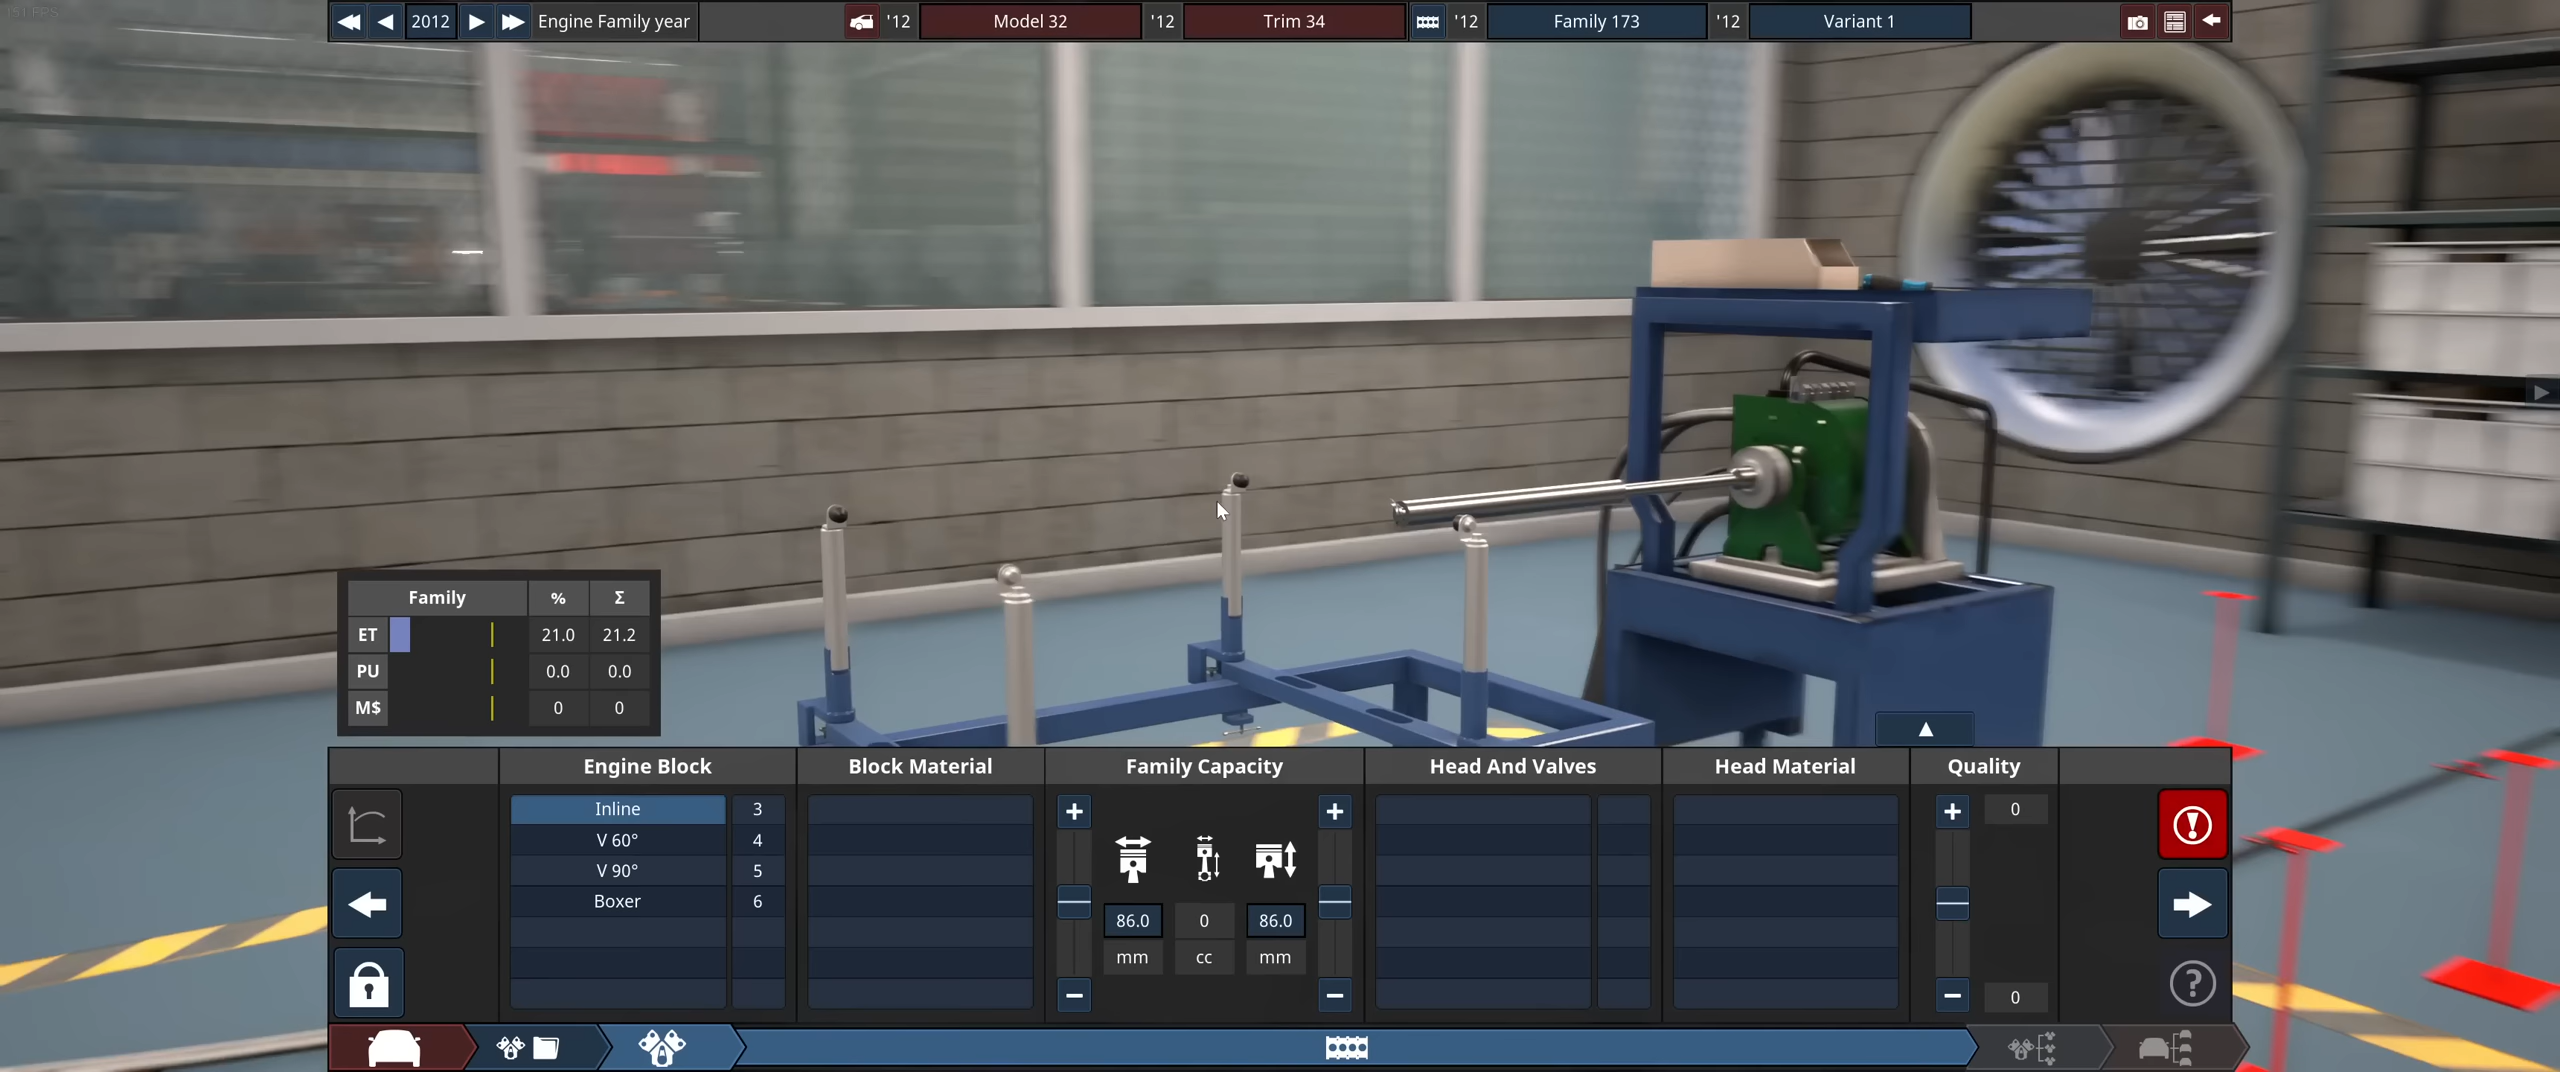 151 FPS
2012 Engine Family year '12 Model 32 '12 Trim 34 '12 Family 173 '12 Variant 1
Family % Σ
ET 21.0 21.2
PU 0.0 0.0
M$ 0 0
Engine Block Block Material Family Capacity Head And Valves Head Material Quality
Inline 3
V 60° 4
V 90° 5
Boxer 6
86.0 0 86.0
mm cc mm
0
0